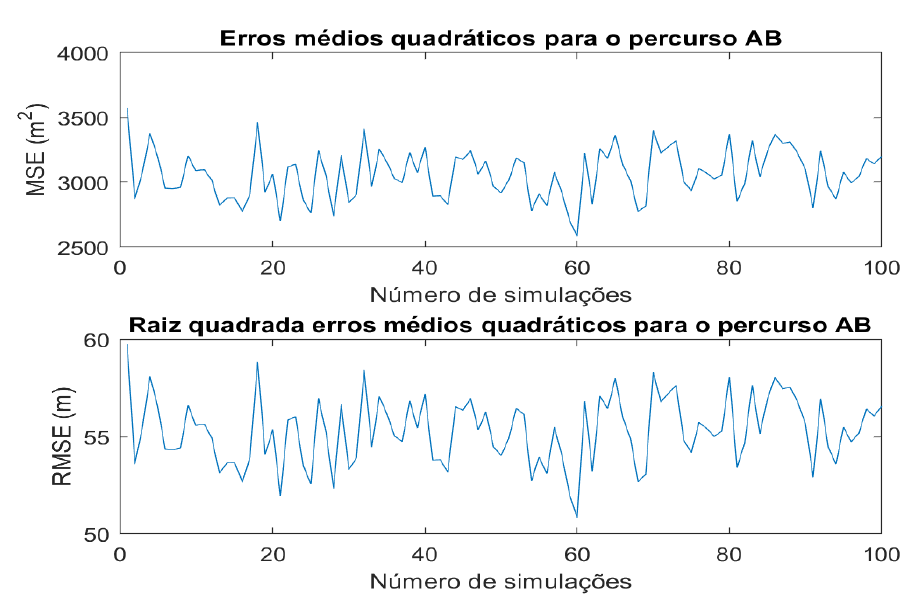 Erros médios quadráticos para o percurso AB
4000
3500
3000
2500
MSE (m²)
0 20 40 60 80 100
Número de simulações
Raiz quadrada erros médios quadráticos para o percurso AB
60
55
50
RMSE (m)
0 20 40 60 80 100
Número de simulações